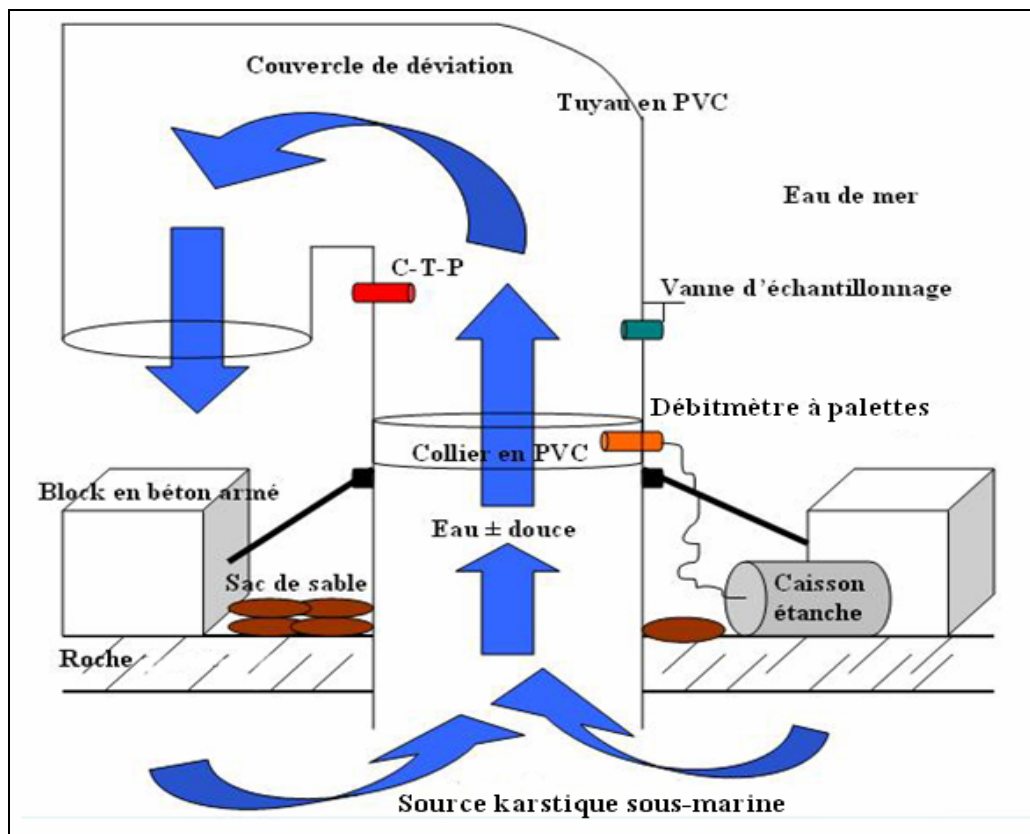 Couvercle de déviation
Tuyau en PVC
Eau de mer
C-T-P
Vanne d'échantillonnage
Débitmètre à palettes
Collier en PVC
Block en béton armé
Eau ± douce
Sac de sable
Caisson
étanche
Roche
Source karstique sous-marine